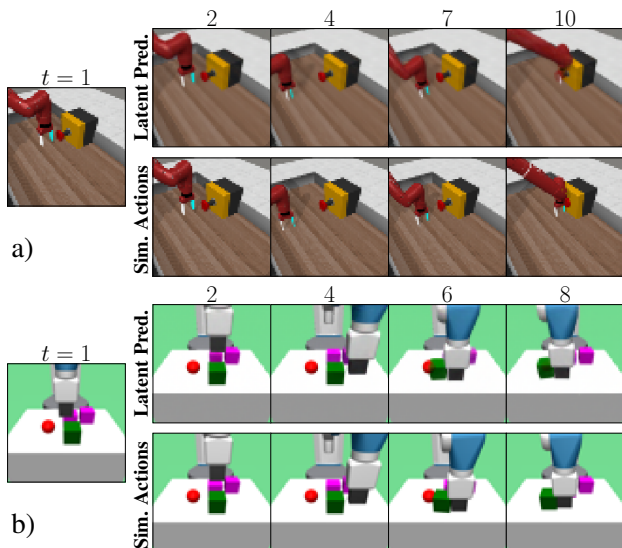 2 4 7 10
t = 1
Latent Pred.
Sim. Actions
a)
2 4 6 8
t = 1
Latent Pred.
Sim. Actions
b)